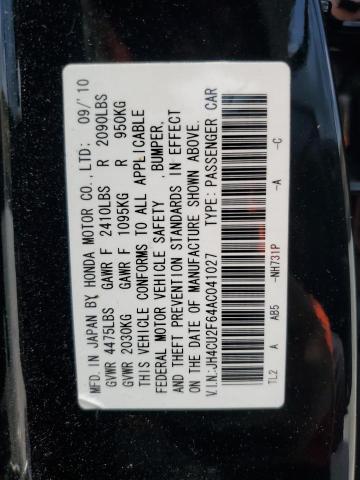 MFD. IN JAPAN BY HONDA MOTOR CO., LTD: 09/'10
GVWR 4475LBS GAWR F 2410LBS R 2090LBS
GVWR 2030KG GAWR F 1095KG R 950KG
THIS VEHICLE CONFORMS TO ALL APPLICABLE
FEDERAL MOTOR VEHICLE SAFETY , BUMPER,
AND THEFT PREVENTION STANDARDS IN EFFECT
ON THE DATE OF MANUFACTURE SHOWN ABOVE.
V.I.N:JH4CU2F64AC041027 TYPE:PASSENGER CAR
TL2 A AB5 -NH731P -A -C